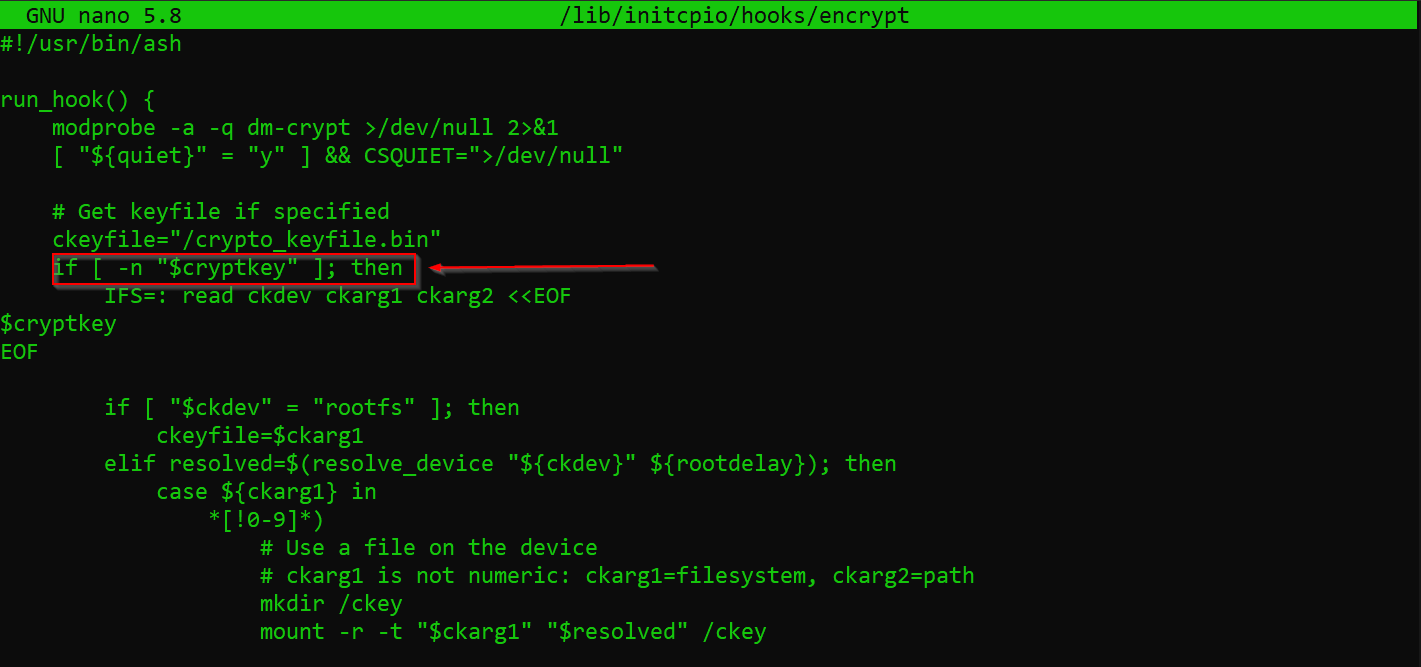 GNU nano 5.8 /lib/initcpio/hooks/encrypt
#!/usr/bin/ash
run_hook() {
    modprobe -a -q dm-crypt >/dev/null 2>&1
    [ "${quiet}" = "y" ] && CSQUIET=">/dev/null"
    # Get keyfile if specified
    ckeyfile="/crypto_keyfile.bin"
    if [ -n "$cryptkey" ]; then
        IFS=: read ckdev ckarg1 ckarg2 <<EOF
$cryptkey
EOF
        if [ "$ckdev" = "rootfs" ]; then
            ckeyfile=$ckarg1
        elif resolved=$(resolve_device "${ckdev}" ${rootdelay}); then
            case ${ckarg1} in
                *[!0-9]*)
                    # Use a file on the device
                    # ckarg1 is not numeric: ckarg1=filesystem, ckarg2=path
                    mkdir /ckey
                    mount -r -t "$ckarg1" "$resolved" /ckey